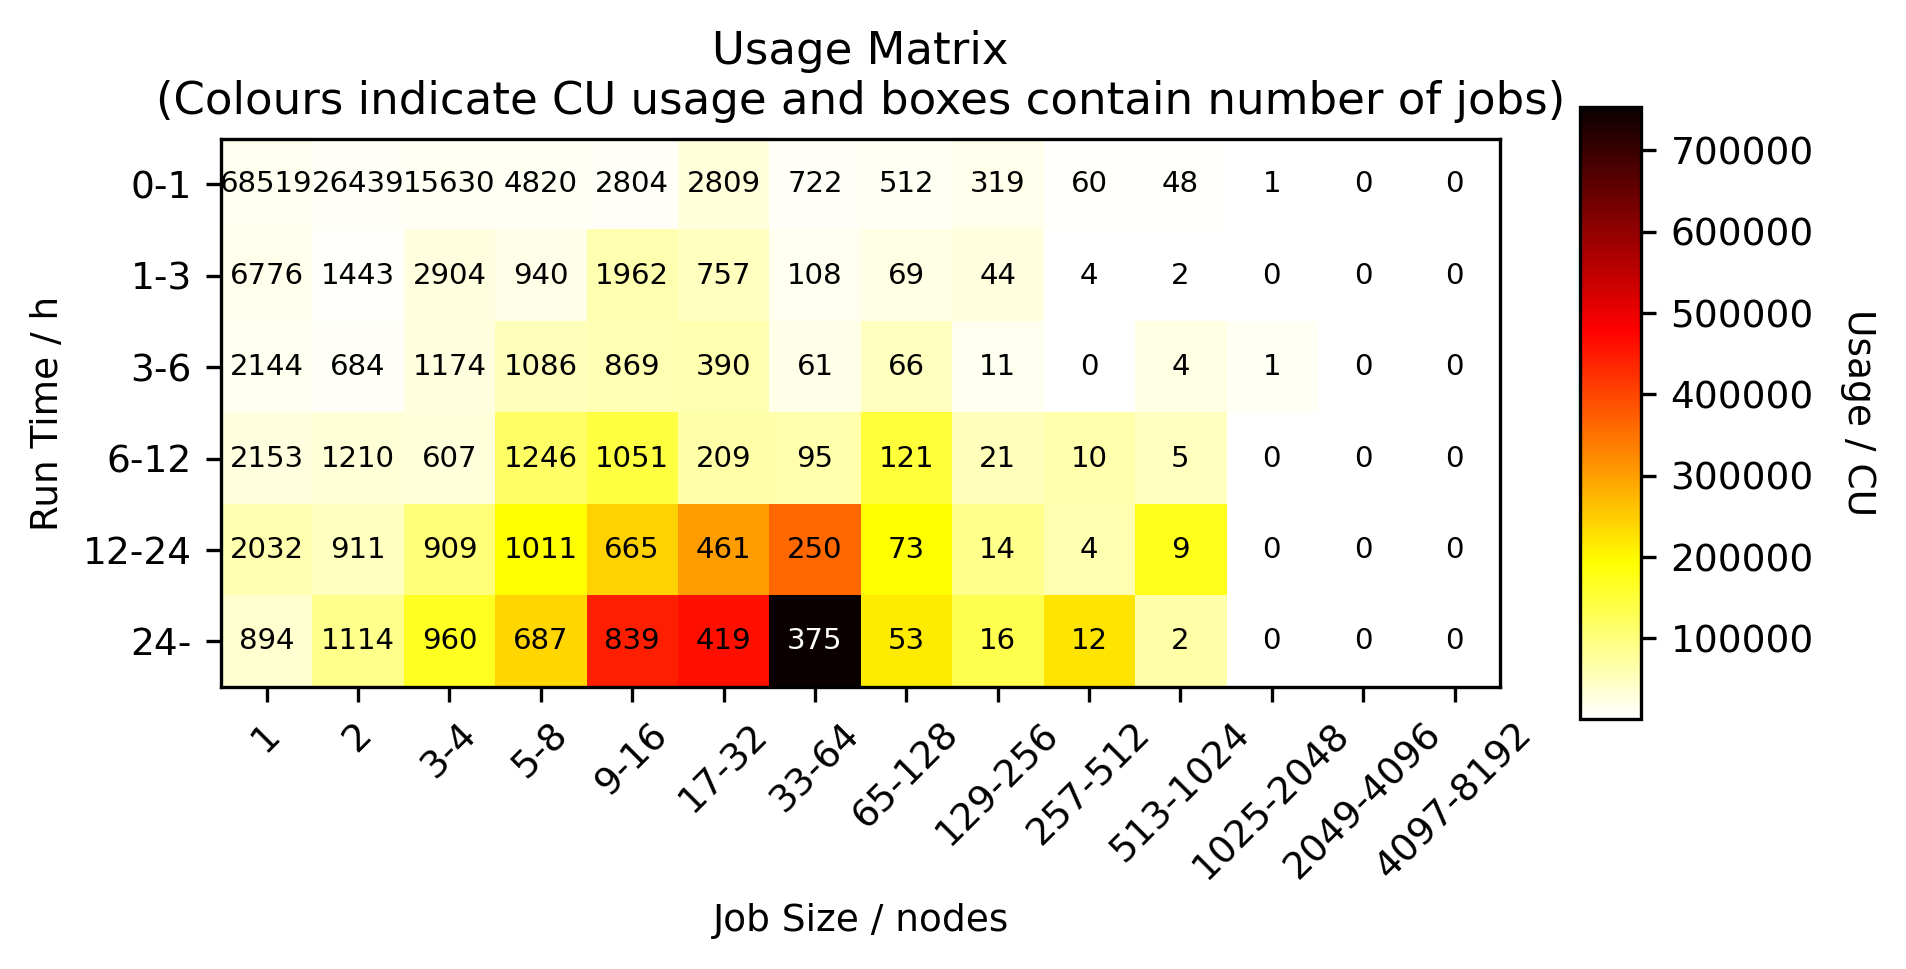 Usage Matrix
(Colours indicate CU usage and boxes contain number of jobs)
0-1 68519 26439 15630 4820 2804 2809 722 512 319 60 48 1 0 0
1-3 6776 1443 2904 940 1962 757 108 69 44 4 2 0 0 0
3-6 2144 684 1174 1086 869 390 61 66 11 0 4 1 0 0
6-12 2153 1210 607 1246 1051 209 95 121 21 10 5 0 0 0
12-24 2032 911 909 1011 665 461 250 73 14 4 9 0 0 0
24- 894 1114 960 687 839 419 375 53 16 12 2 0 0 0
Run Time / h
1 2 3-4 5-8 9-16 17-32 33-64 65-128 129-256 257-512 513-1024 1025-2048 2049-4096 4097-8192
Job Size / nodes
700000
600000
500000
400000
300000
200000
100000
Usage / CU